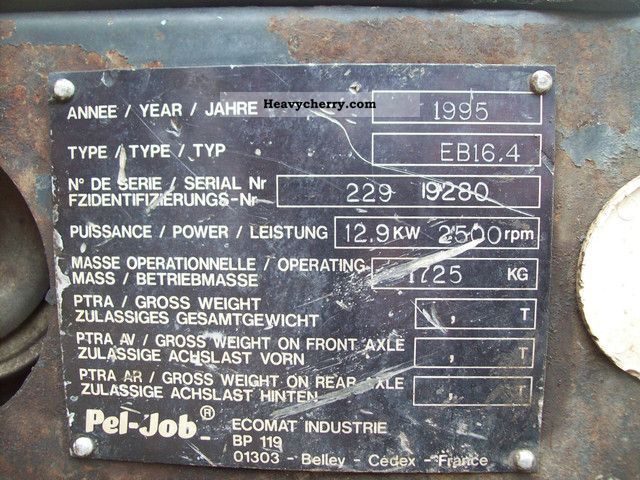 Heavycherry.com
ANNEE / YEAR / JAHRE 1995
TYPE / TYPE / TYP EB16.4
N° DE SERIE / SERIAL Nr
FZIDENTIFIZIERUNGS-Nr 229 19280
PUISSANCE / POWER / LEISTUNG 12.9 KW 2500 rpm
MASSE OPERATIONNELLE / OPERATING
MASS / BETRIEBMASSE 1725 KG
PTRA / GROSS WEIGHT
ZULASSIGES GESAMTGEWICHT , T
PTRA AV / GROSS WEIGHT ON FRONT AXLE
ZULASSIGE ACHSLAST VORN , T
PTRA AR / GROSS WEIGHT ON REAR AXLE
ZULASSIGE ACHSLAST HINTEN , T
Pel-Job ® ECOMAT INDUSTRIE
BP 119
01303 - Belley - Cedex - France